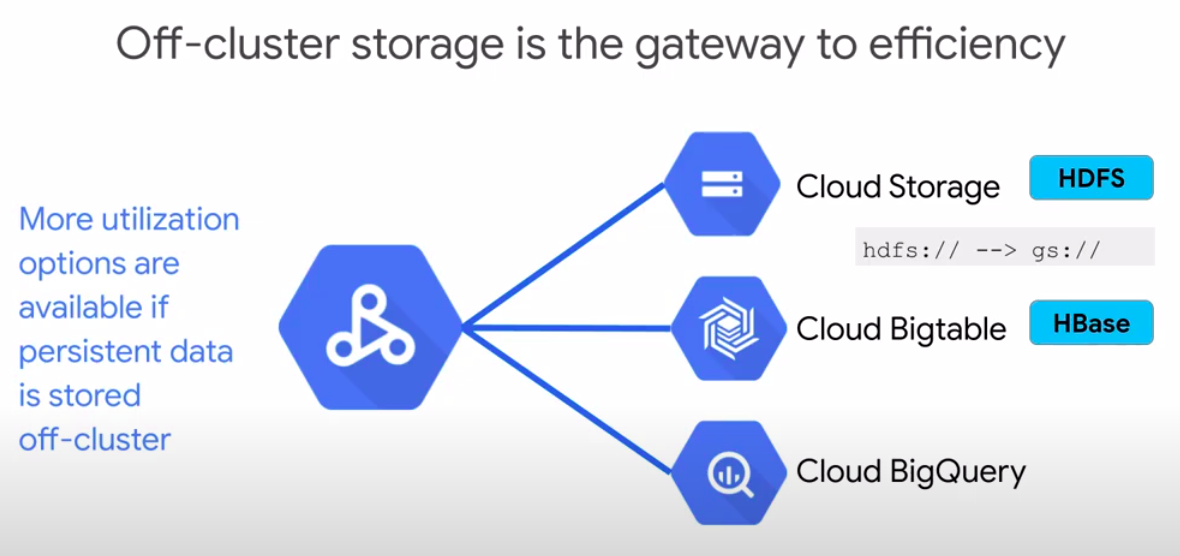 Off-cluster storage is the gateway to efficiency
More utilization
options are
available if
persistent data
is stored
off-cluster
Cloud Storage
HDFS
hdfs:// --> gs://
Cloud Bigtable
HBase
Cloud BigQuery